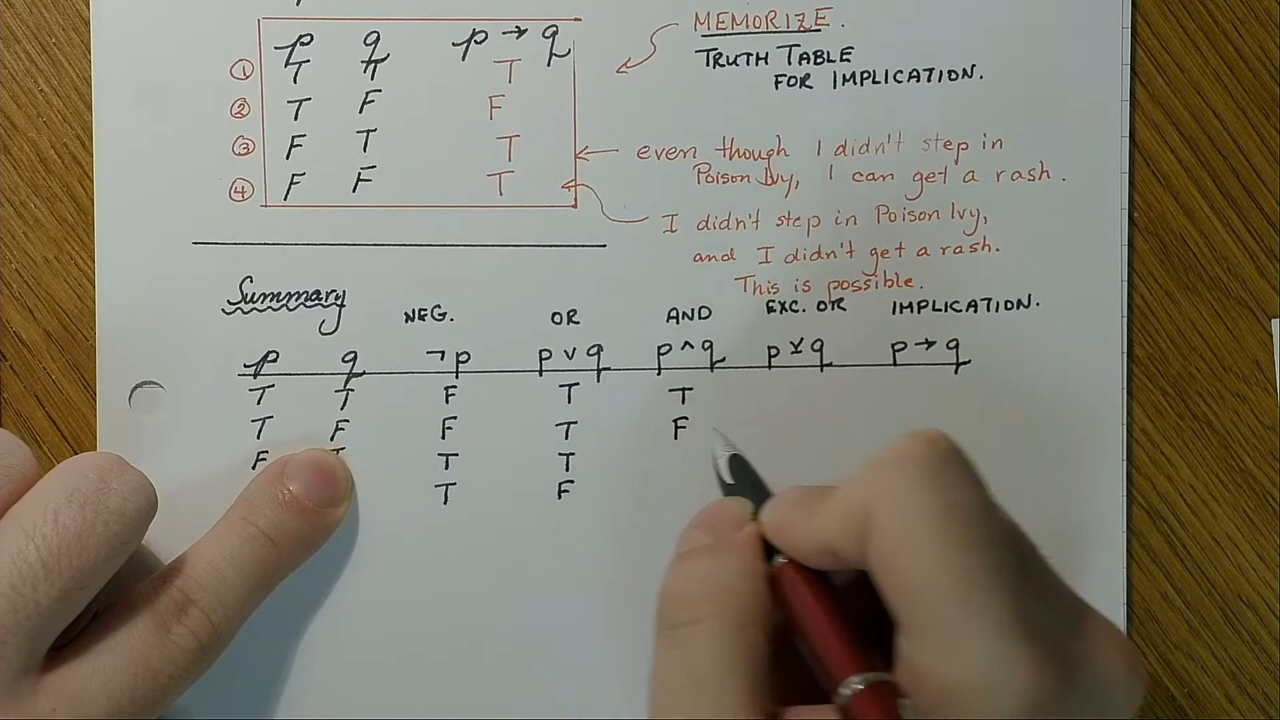 p q p → q
① T T T
② T F F
③ F T T
④ F F T
MEMORIZE.
TRUTH TABLE
FOR IMPLICATION.
even though I didn't step in
Poison Ivy, I can get a rash.
I didn't step in Poison Ivy,
and I didn't get a rash.
This is possible.
Summary
NEG. OR AND EXC. OR IMPLICATION.
p q ¬p p ∨ q p ∧ q p ⊻ q p → q
T T F T T
T F F T F
F T T
T F